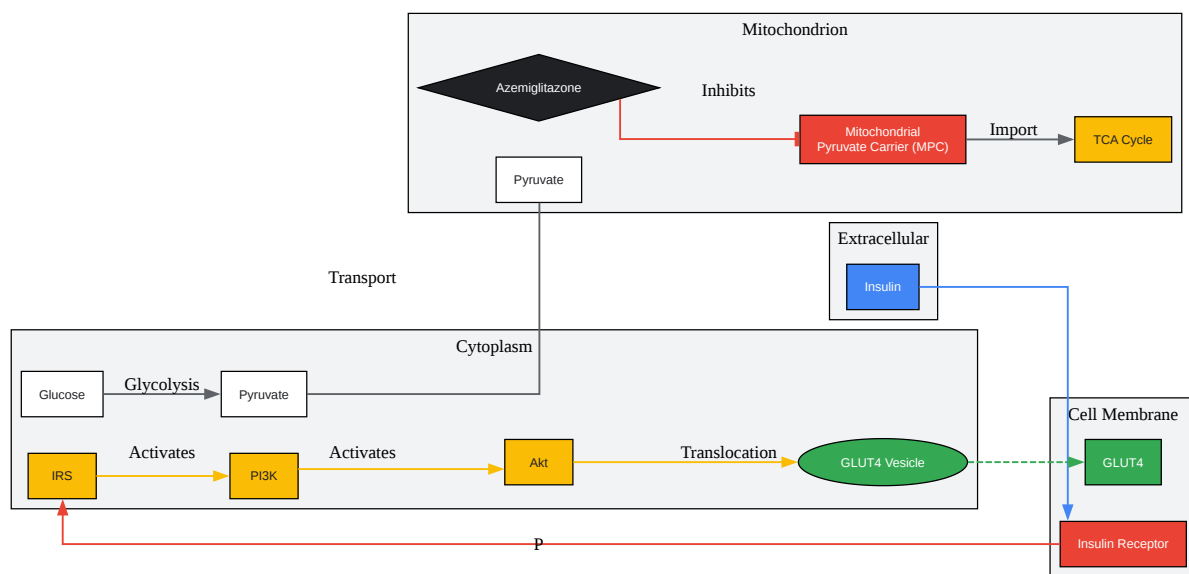 Mitochondrion
Azemiglitazone
Inhibits
Mitochondrial
Pyruvate Carrier (MPC)
Import
TCA Cycle
Pyruvate
Extracellular
Insulin
Transport
Cytoplasm
Glucose
Glycolysis
Pyruvate
Cell Membrane
IRS
Activates
PI3K
Activates
Akt
Translocation
GLUT4 Vesicle
GLUT4
P
Insulin Receptor